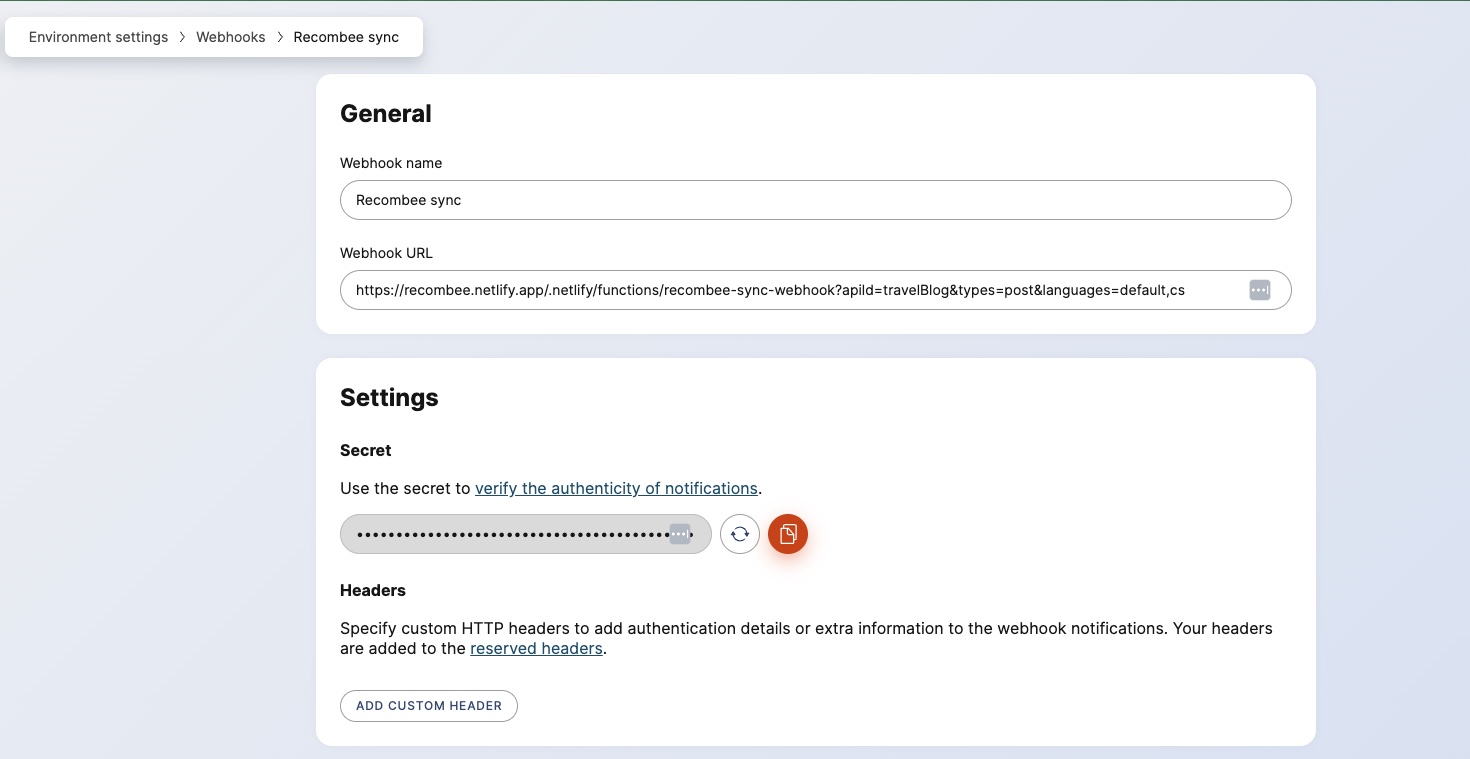 Environment settings > Webhooks > Recombee sync
General
Webhook name
Recombee sync
Webhook URL
https://recombee.netlify.app/.netlify/functions/recombee-sync-webhook?apiId=travelBlog&types=post&languages=default,cs
Settings
Secret
Use the secret to verify the authenticity of notifications.
Headers
Specify custom HTTP headers to add authentication details or extra information to the webhook notifications. Your headers
are added to the reserved headers.
ADD CUSTOM HEADER